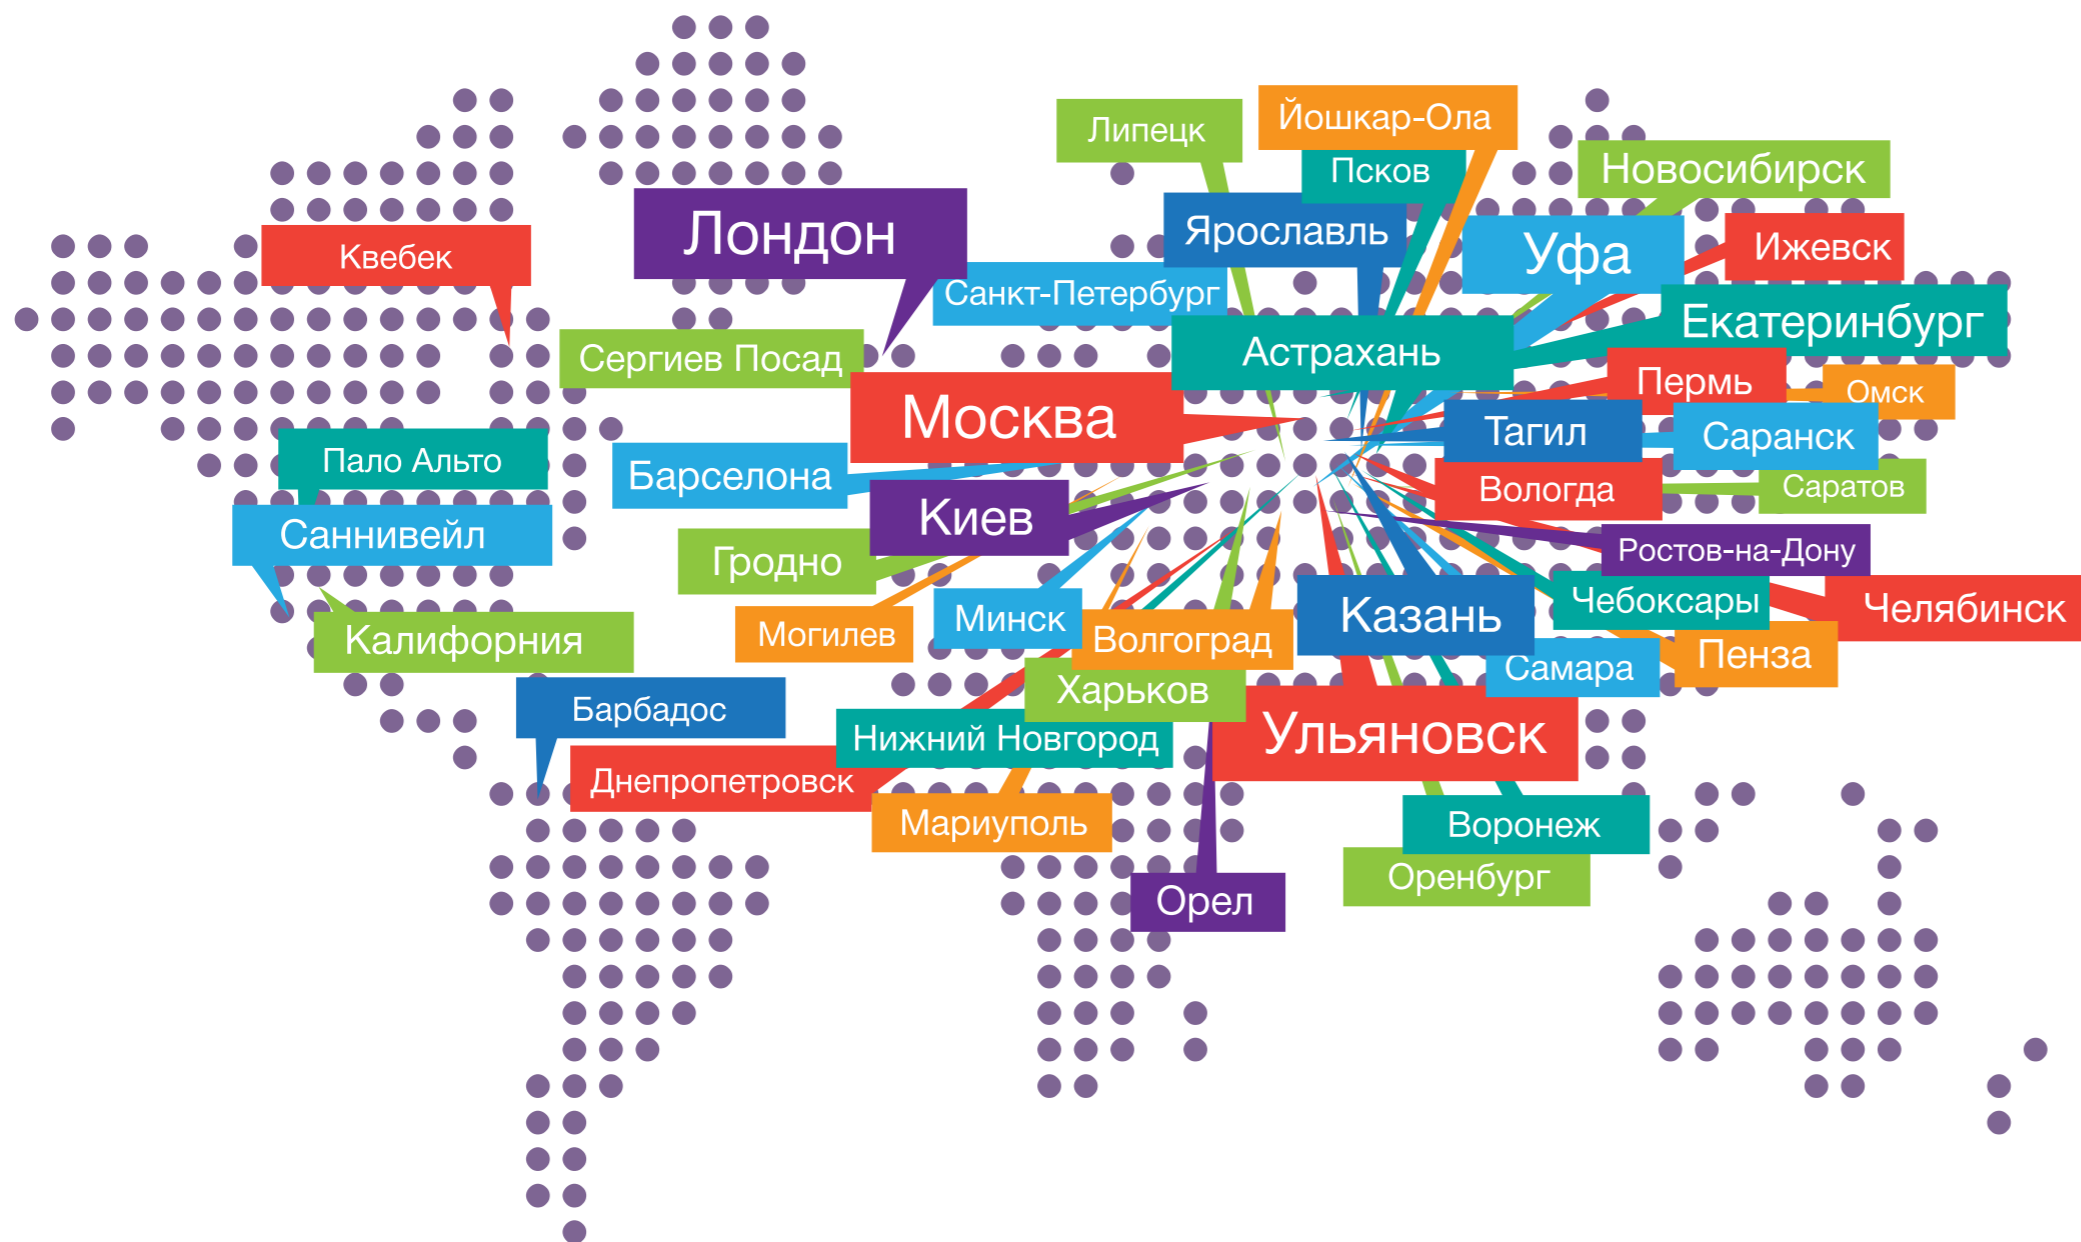 Липецк
Йошкар-Ола
Псков
Новосибирск
Лондон
Ярославль
Уфа
Ижевск
Квебек
Санкт-Петербург
Екатеринбург
Сергиев Посад
Астрахань
Пермь
Омск
Москва
Тагил
Саранск
Пало Альто
Барселона
Вологда
Саратов
Саннивейл
Киев
Ростов-на-Дону
Гродно
Чебоксары
Челябинск
Калифорния
Могилев
Минск
Волгоград
Казань
Самара
Пенза
Барбадос
Харьков
Нижний Новгород
Ульяновск
Днепропетровск
Мариуполь
Воронеж
Оренбург
Орел